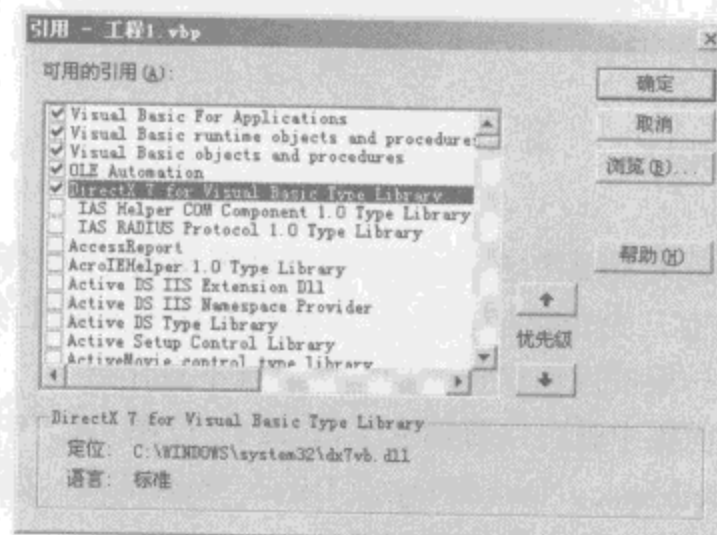 引用 - 工程1.vbp
可用的引用(A):
Visual Basic For Applications
Visual Basic runtime objects and procedures
Visual Basic objects and procedures
OLE Automation
DirectX 7 for Visual Basic Type Library
IAS Helper COM Component 1.0 Type Library
IAS RADIUS Protocol 1.0 Type Library
AccessReport
AcroIEHelper 1.0 Type Library
Active DS IIS Extension Dll
Active DS IIS Namespace Provider
Active DS Type Library
Active Setup Control Library
ActiveMovie control type library
确定
取消
浏览(B)...
帮助(H)
优先级
DirectX 7 for Visual Basic Type Library
定位: C:\WINDOWS\system32\dx7vb.dll
语言: 标准